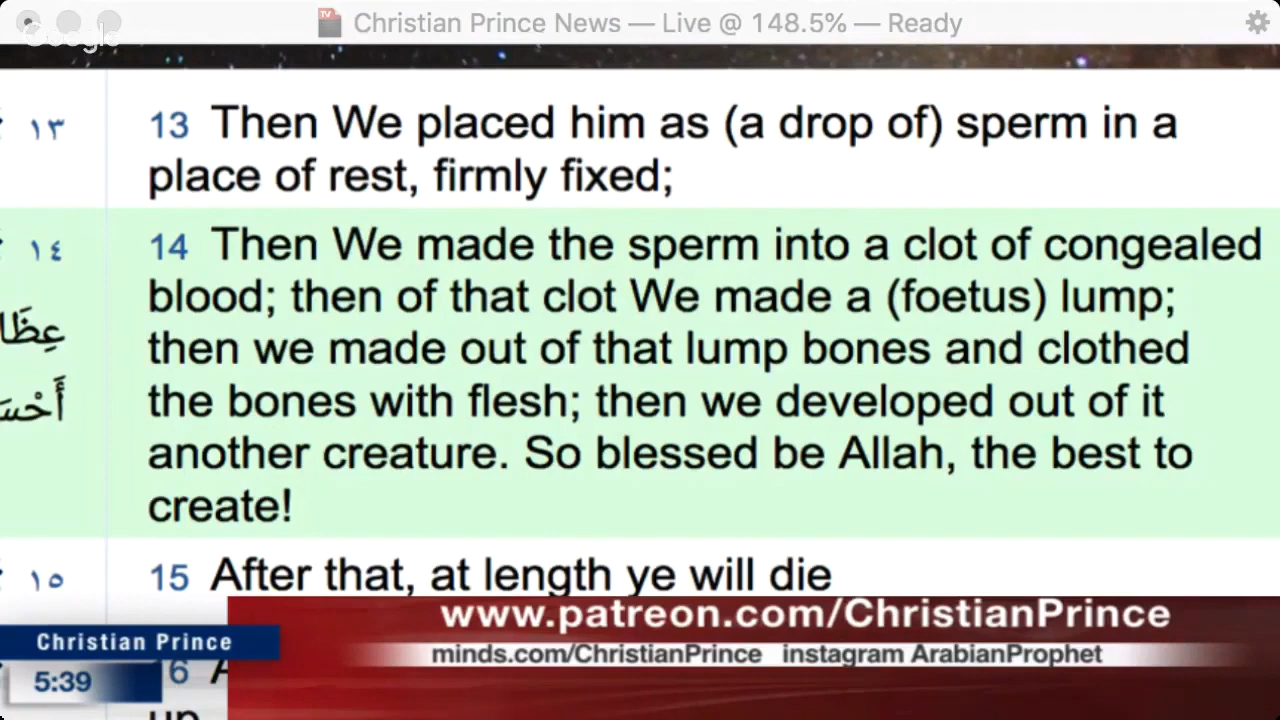 Christian Prince News — Live @ 148.5% — Ready
Google
١٣ 13 Then We placed him as (a drop of) sperm in a
place of rest, firmly fixed;
١٤ 14 Then We made the sperm into a clot of congealed
blood; then of that clot We made a (foetus) lump;
then we made out of that lump bones and clothed
the bones with flesh; then we developed out of it
another creature. So blessed be Allah, the best to
create!
١٥ 15 After that, at length ye will die
www.patreon.com/ChristianPrince
Christian Prince
minds.com/ChristianPrince instagram ArabianProphet
5:39